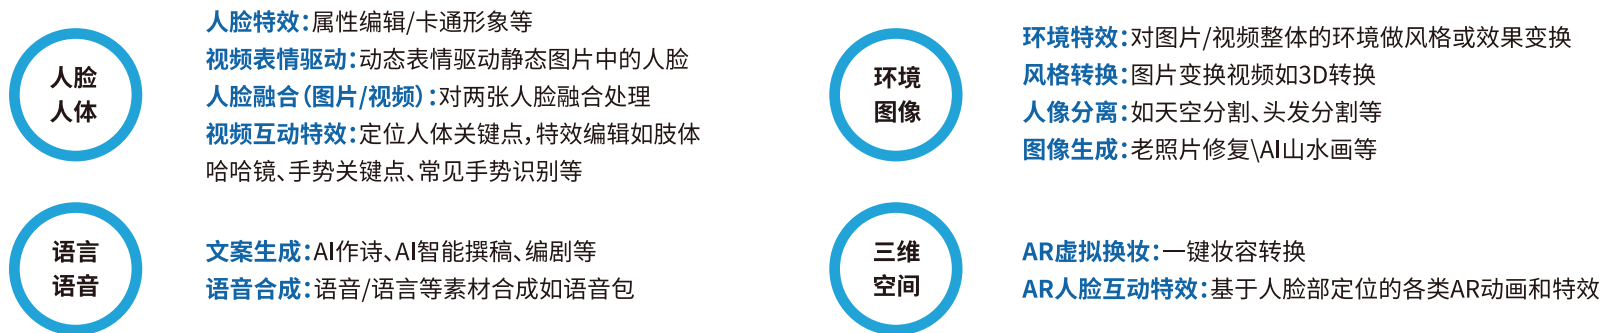 人脸
人体
人脸特效：属性编辑/卡通形象等
视频表情驱动：动态表情驱动静态图片中的人脸
人脸融合（图片/视频）：对两张人脸融合处理
视频互动特效：定位人体关键点，特效编辑如肢体
哈哈镜、手势关键点、常见手势识别等
环境
图像
环境特效：对图片/视频整体的环境做风格或效果变换
风格转换：图片变换视频如3D转换
人像分离：如天空分割、头发分割等
图像生成：老照片修复\AI山水画等
语言
语音
文案生成：AI作诗、AI智能撰稿、编剧等
语音合成：语音/语言等素材合成如语音包
三维
空间
AR虚拟换妆：一键妆容转换
AR人脸互动特效：基于人脸部定位的各类AR动画和特效